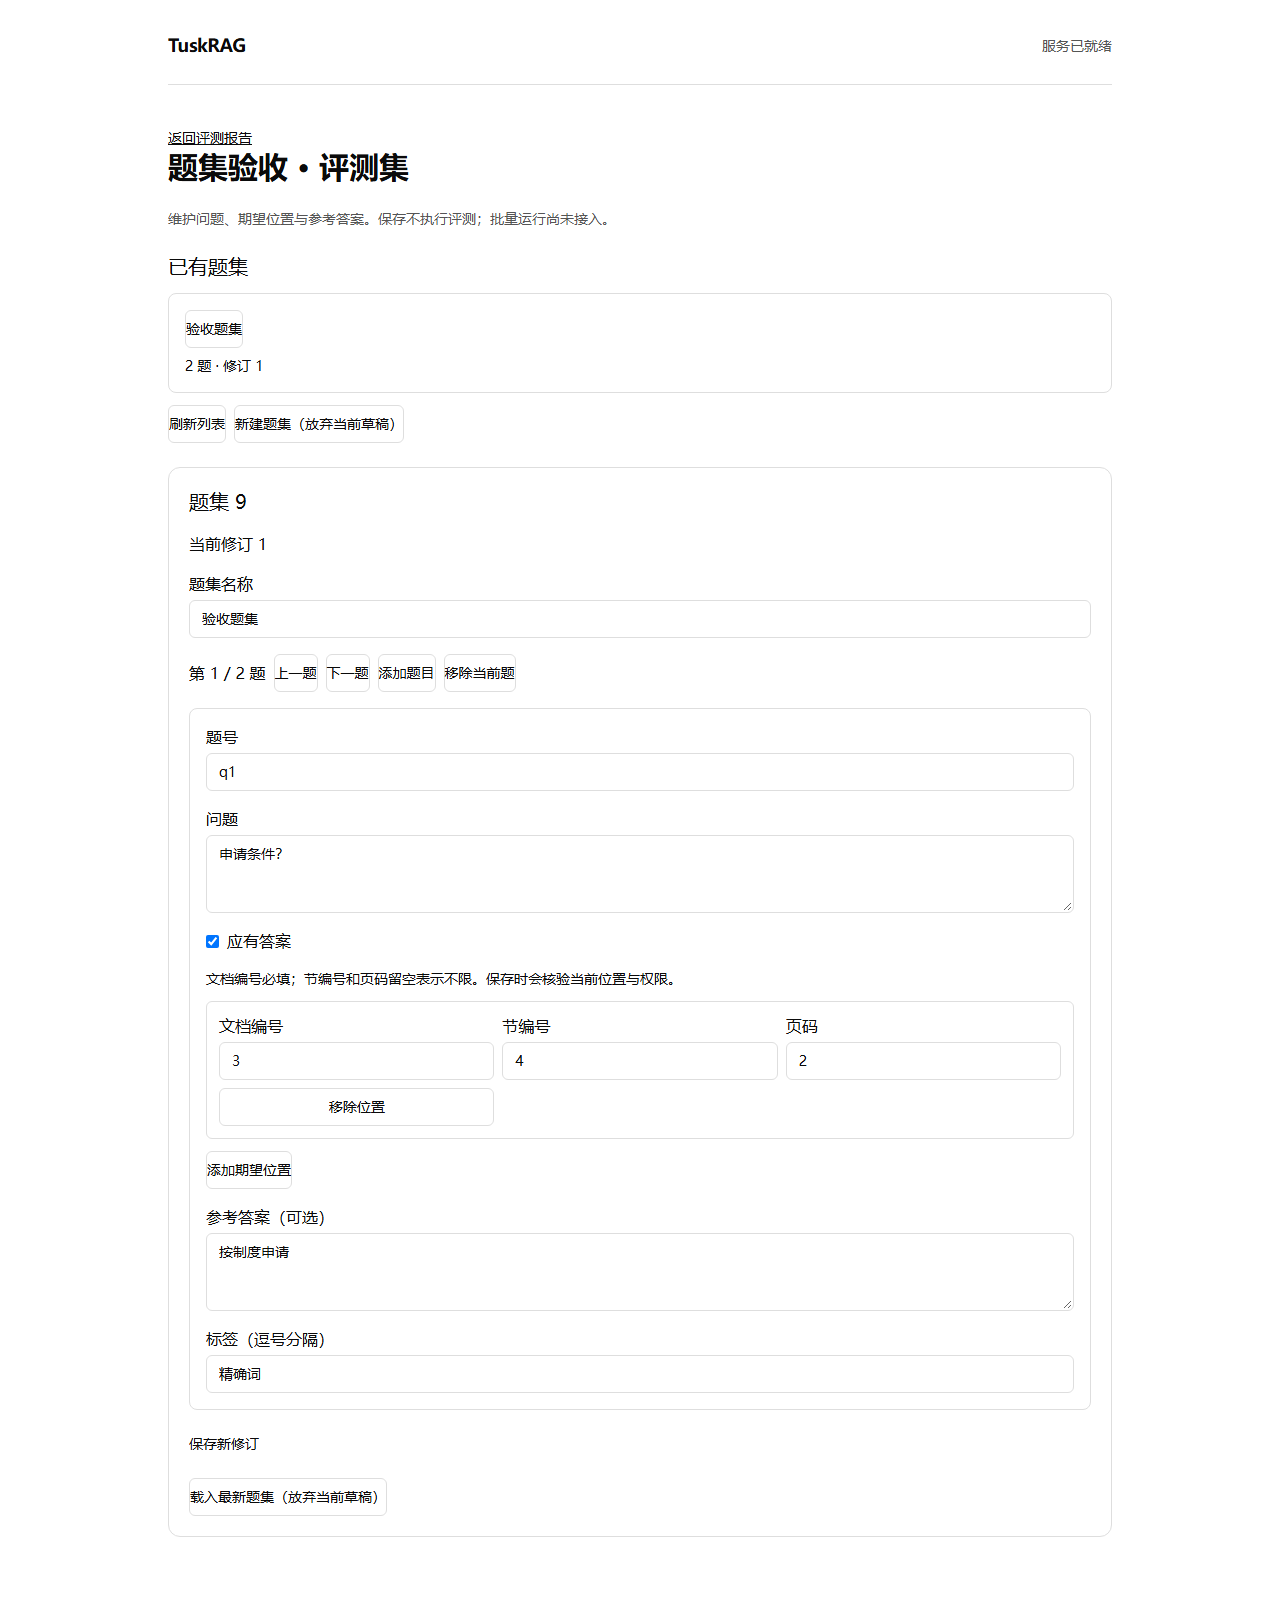 TuskRAG
服务已就绪
返回评测报告
题集验收 · 评测集
维护问题、期望位置与参考答案。保存不执行评测；批量运行尚未接入。
已有题集
验收题集
2 题 · 修订 1
刷新列表 新建题集（放弃当前草稿）
题集 9
当前修订 1
题集名称
验收题集
第 1 / 2 题 上一题 下一题 添加题目 移除当前题
题号
q1
问题
申请条件？
应有答案
文档编号必填；节编号和页码留空表示不限。保存时会核验当前位置与权限。
文档编号 节编号 页码
3 4 2
移除位置
添加期望位置
参考答案（可选）
按制度申请
标签（逗号分隔）
精确词
保存新修订
载入最新题集（放弃当前草稿）